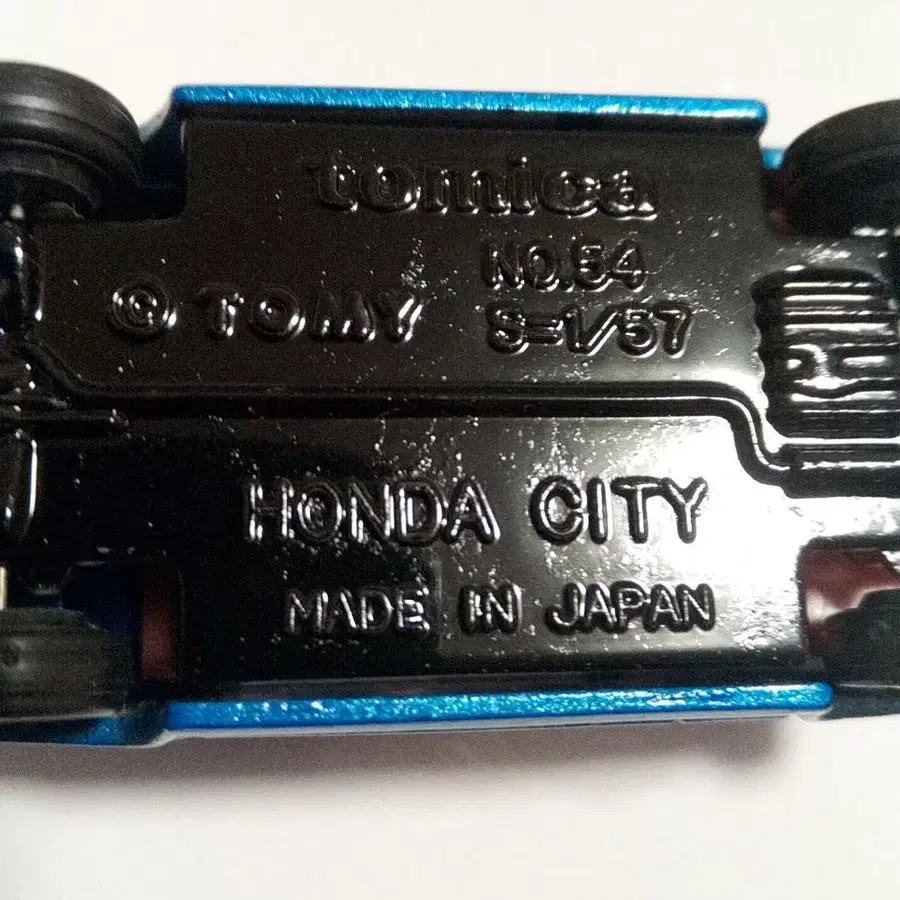 tomica
NO.54
© TOMY S=1/57
HONDA CITY
MADE IN JAPAN